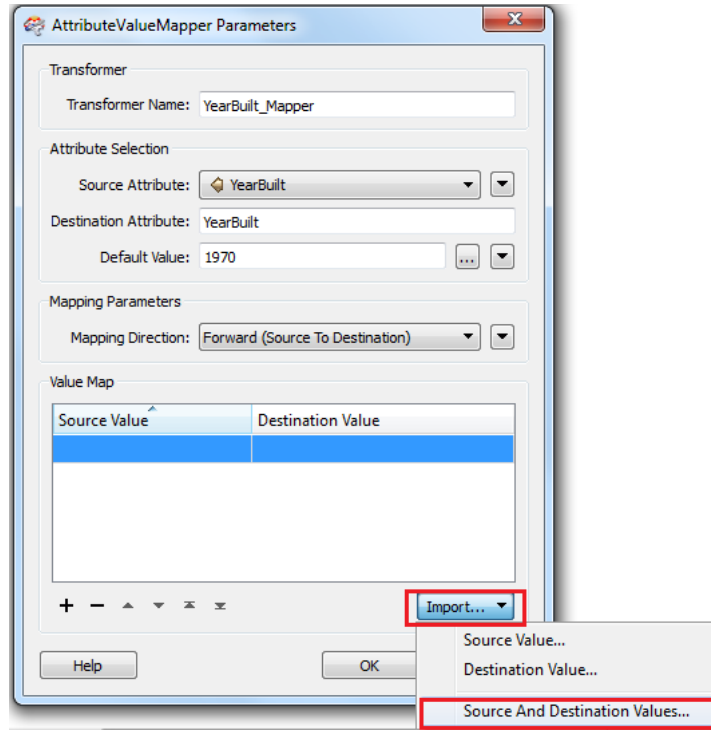 AttributeValueMapper Parameters
Transformer
Transformer Name: YearBuilt_Mapper
Attribute Selection
Source Attribute: YearBuilt
Destination Attribute: YearBuilt
Default Value: 1970 ...
Mapping Parameters
Mapping Direction: Forward (Source To Destination)
Value Map
Source Value Destination Value
Import...
Source Value...
Help OK Destination Value...
Source And Destination Values...